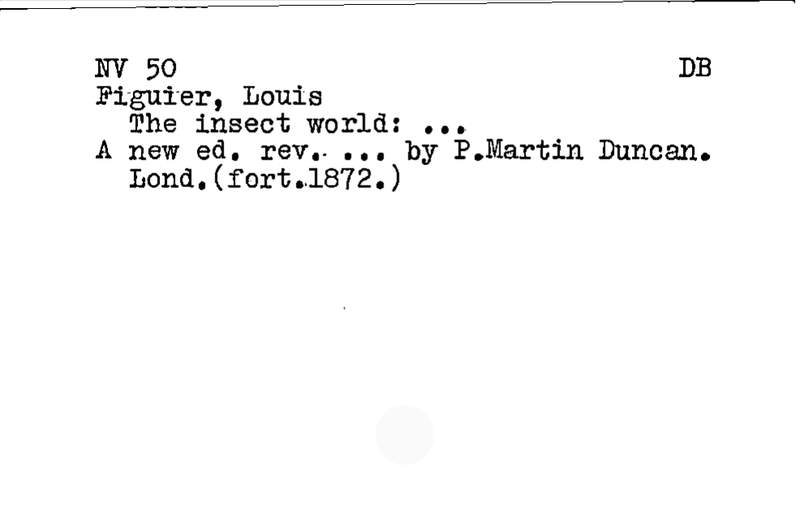 NV 50 DB
Figuier, Louis
The insect world: ...
A new ed. rev. ... by P.Martin Duncan.
Lond.(fort.1872.)